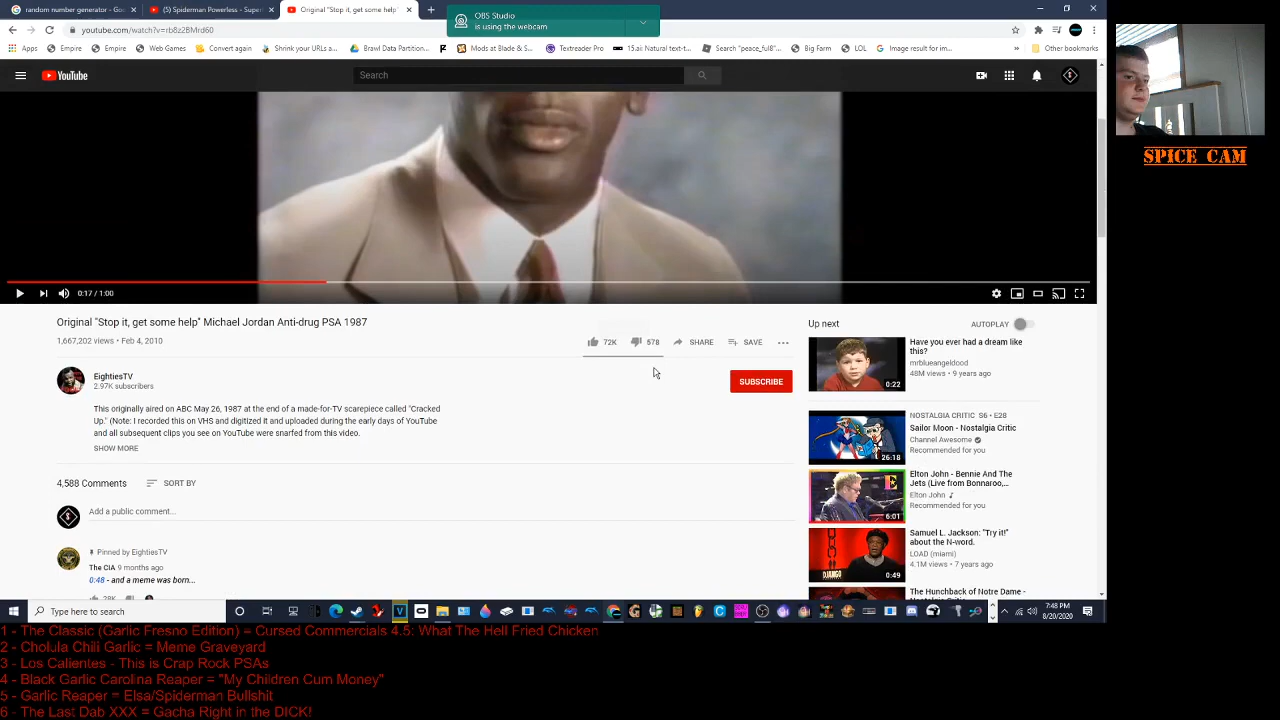 random number generator - Goo
(5) Spiderman Powerless - Super
Original "Stop it, get some help"
OBS Studio
is using the webcam
youtube.com/watch?v=rb8z2BMrd60
Apps
Empire
Empire
Web Games
Convert again
Shrink your URLs a...
Brawl Data Partition...
Mods at Blade & S...
Textreader Pro
15.ai: Natural text-t...
Search "peace_ful8"...
Big Farm
LOL
Image result for im...
Other bookmarks
YouTube
Search
0:17 / 1:00
Original "Stop it, get some help" Michael Jordan Anti-drug PSA 1987
1,667,202 views • Feb 4, 2010
72K
578
SHARE
SAVE
EightiesTV
2.97K subscribers
SUBSCRIBE
This originally aired on ABC May 26, 1987 at the end of a made-for-TV scarepiece called "Cracked
Up." (Note: I recorded this on VHS and digitized it and uploaded during the early days of YouTube
and all subsequent clips you see on YouTube were snarfed from this video.
SHOW MORE
4,588 Comments
SORT BY
Add a public comment...
Pinned by EightiesTV
The CIA 9 months ago
0:48 - and a meme was born...
28K
Up next
AUTOPLAY
Have you ever had a dream like
this?
mrblueangeldood
48M views • 9 years ago
0:22
NOSTALGIA CRITIC S6 • E28
Sailor Moon - Nostalgia Critic
Channel Awesome
Recommended for you
26:18
Elton John - Bennie And The
Jets (Live from Bonnaroo,...
Elton John
Recommended for you
6:01
Samuel L. Jackson: "Try it!"
about the N-word.
LOAD (miami)
4.1M views • 7 years ago
DJANGO
0:49
The Hunchback of Notre Dame -
SPICE CAM
Type here to search
7:48 PM
8/20/2020
1 - The Classic (Garlic Fresno Edition) = Cursed Commercials 4.5: What The Hell Fried Chicken
2 - Cholula Chili Garlic = Meme Graveyard
3 - Los Calientes - This is Crap Rock PSAs
4 - Black Garlic Carolina Reaper = "My Children Cum Money"
5 - Garlic Reaper = Elsa/Spiderman Bullshit
6 - The Last Dab XXX = Gacha Right in the DICK!